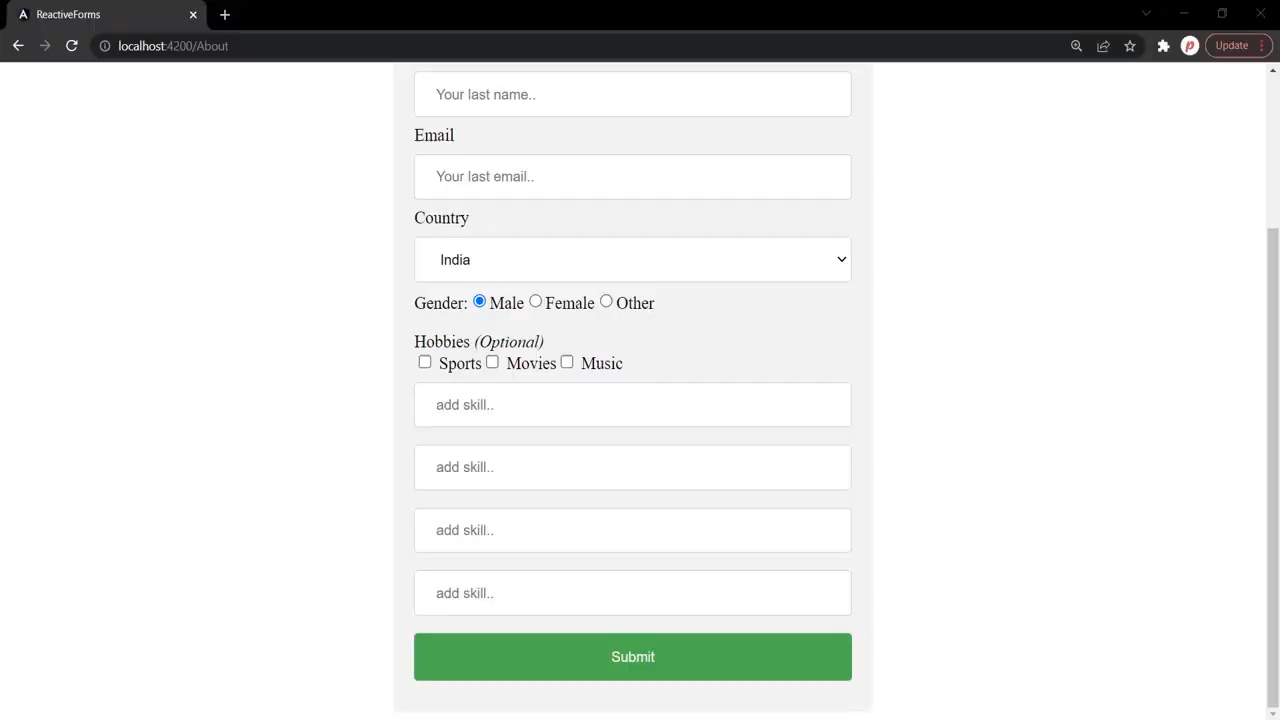 ReactiveForms
localhost:4200/About
Update
Your last name..
Email
Your last email..
Country
India
Gender: Male Female Other
Hobbies (Optional)
Sports Movies Music
add skill..
add skill..
add skill..
add skill..
Submit